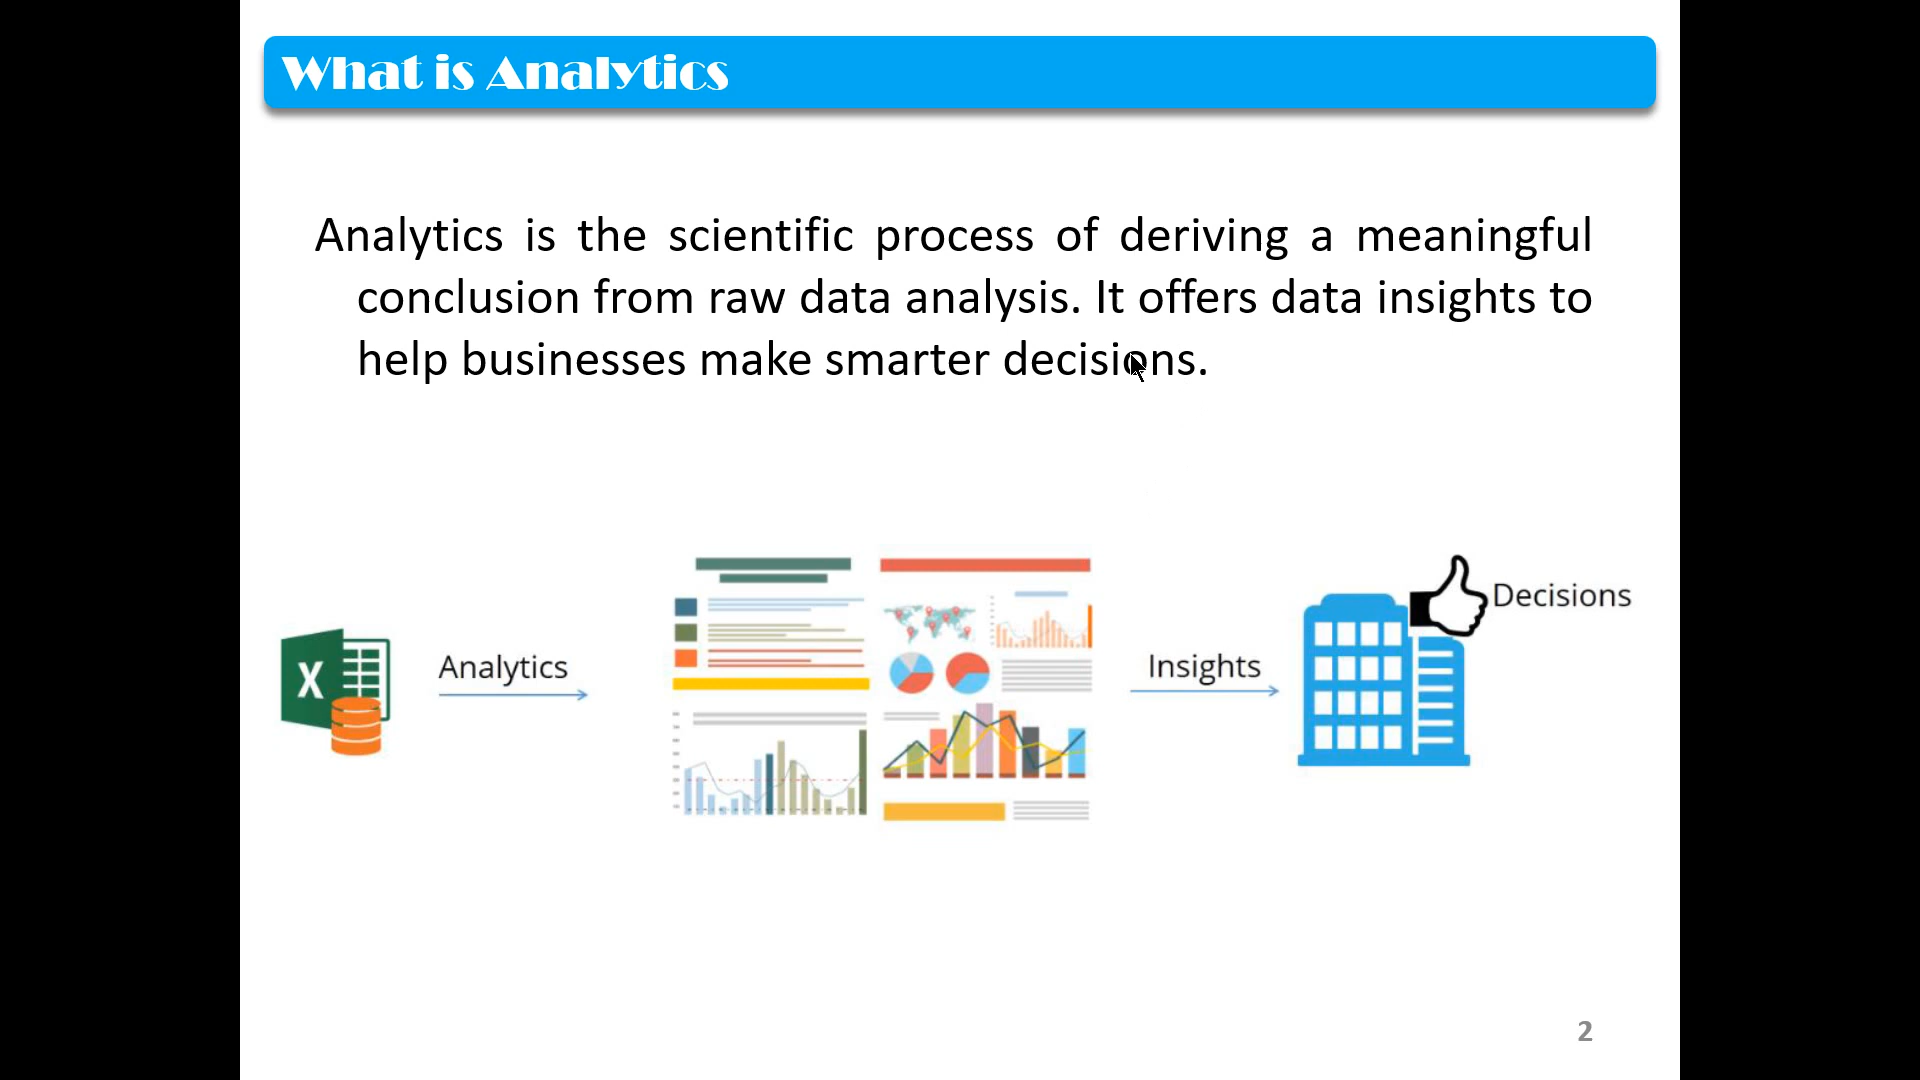 What is Analytics
Analytics is the scientific process of deriving a meaningful
conclusion from raw data analysis. It offers data insights to
help businesses make smarter decisions.
Decisions
X
Analytics
Insights
2